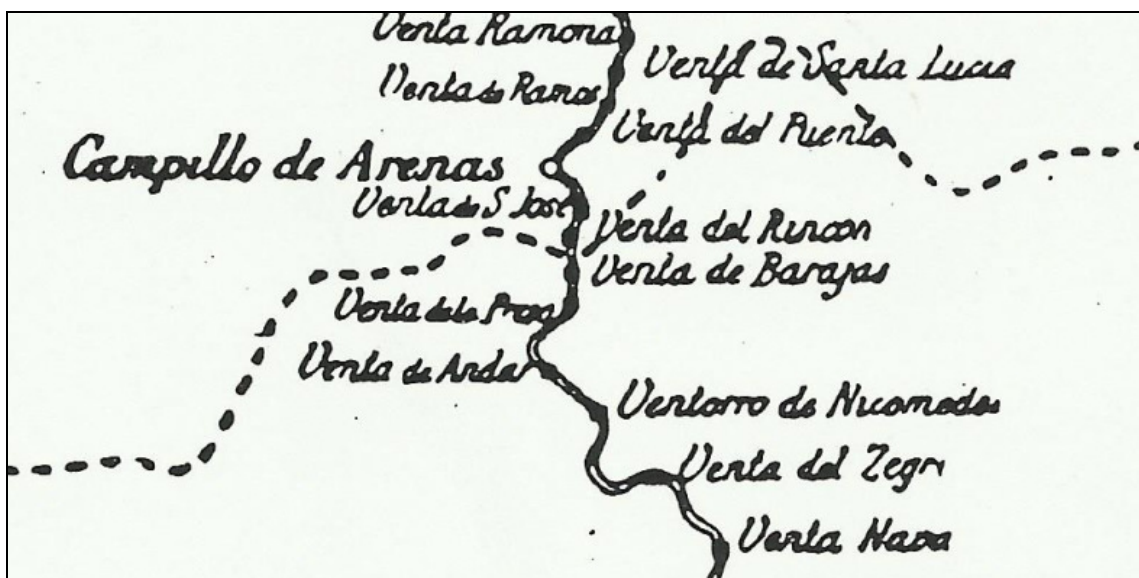 Venta Ramona
Venta de Santa Lucia
Venta de Ramos
Venta del Puente
Campillo de Arenas
Venta de S. José
Venta del Rincon
Venta de Barajas
Venta de la Presa
Venta de Andar
Ventorro de Nicomedes
Venta del Zegri
Venta Nava